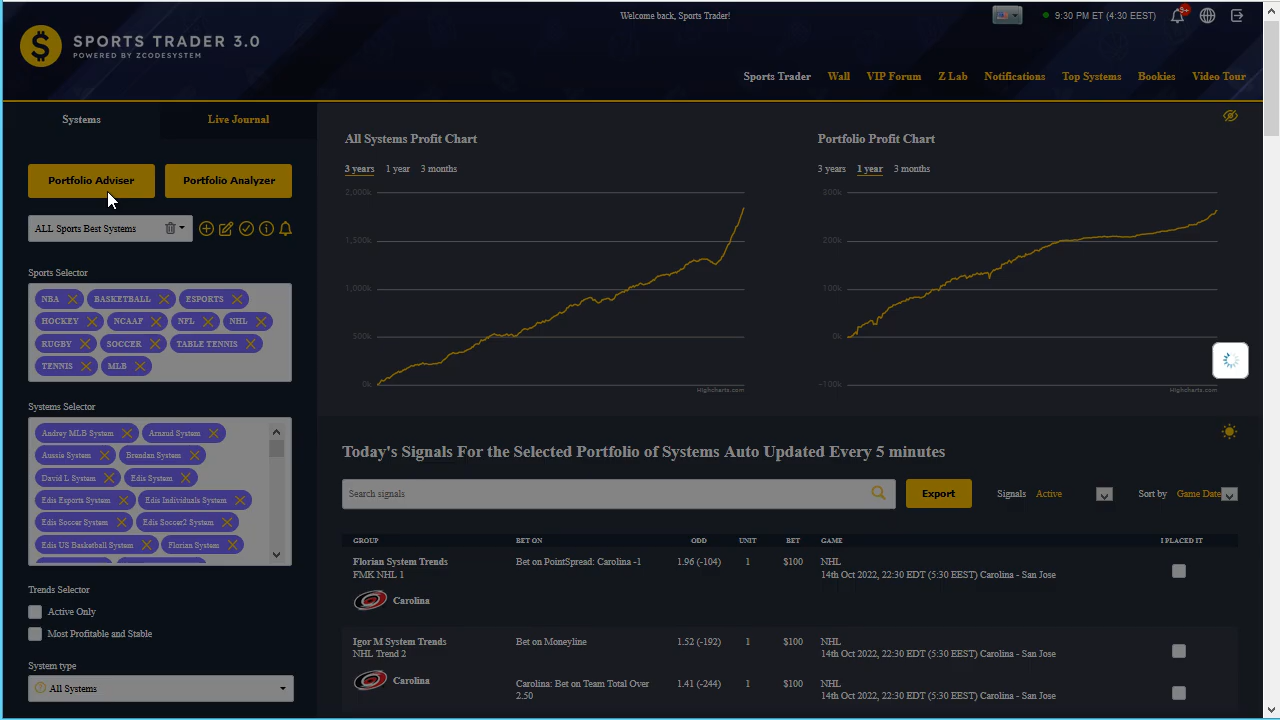 Welcome back, Sports Trader!
9:30 PM ET (4:30 EEST)
9+
SPORTS TRADER 3.0
POWERED BY ZCODESYSTEM
Sports Trader
Wall
VIP Forum
Z Lab
Notifications
Top Systems
Bookies
Video Tour
Systems
Live Journal
Portfolio Adviser
Portfolio Analyzer
ALL Sports Best Systems
Sports Selector
NBA
BASKETBALL
ESPORTS
HOCKEY
NCAAF
NFL
NHL
RUGBY
SOCCER
TABLE TENNIS
TENNIS
MLB
Systems Selector
Andrey MLB System
Arnaud System
Aussie System
Brendan System
David L System
Edis System
Edis Esports System
Edis Individuals System
Edis Soccer System
Edis Soccer2 System
Edis US Basketball System
Florian System
Trends Selector
Active Only
Most Profitable and Stable
System type
All Systems
All Systems Profit Chart
3 years
1 year
3 months
2,000k
1,500k
1,000k
500k
0k
Highcharts.com
Portfolio Profit Chart
3 years
1 year
3 months
300k
200k
100k
0k
-100k
Highcharts.com
Today's Signals For the Selected Portfolio of Systems Auto Updated Every 5 minutes
Search signals
Export
Signals
Active
Sort by
Game Date
GROUP BET ON ODD UNIT BET GAME I PLACED IT
Florian System Trends Bet on PointSpread: Carolina -1 1.96 (-104) 1 $100 NHL
FMK NHL 1 14th Oct 2022, 22:30 EDT (5:30 EEST) Carolina - San Jose
Carolina
Igor M System Trends Bet on Moneyline 1.52 (-192) 1 $100 NHL
NHL Trend 2 14th Oct 2022, 22:30 EDT (5:30 EEST) Carolina - San Jose
Carolina
Carolina: Bet on Team Total Over 1.41 (-244) 1 $100 NHL
2.50 14th Oct 2022, 22:30 EDT (5:30 EEST) Carolina - San Jose